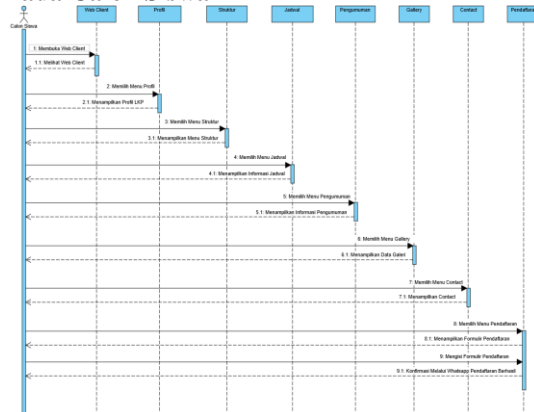 Web Client
Profil
Struktur
Jadwal
Pengumuman
Gallery
Contact
Pendaftaran
Calon Siswa
1: Membuka Web Client
1.1: Melihat Web Client
2: Memilih Menu Profil
2.1: Menampilkan Profil LKP
3: Memilih Menu Struktur
3.1: Menampilkan Menu Struktur
4: Memilih Menu Jadwal
4.1: Menampilkan Informasi Jadwal
5: Memilih Menu Pengumuman
5.1: Menampilkan Informasi Pengumuman
6: Memilih Menu Gallery
6.1: Menampilkan Data Galeri
7: Memilih Menu Contact
7.1: Menampilkan Contact
8: Memilih Menu Pendaftaran
8.1: Menampilkan Formulir Pendaftaran
9: Mengisi Formulir Pendaftaran
9.1: Konfirmasi Melalui Whatsapp Pendaftaran Berhasil